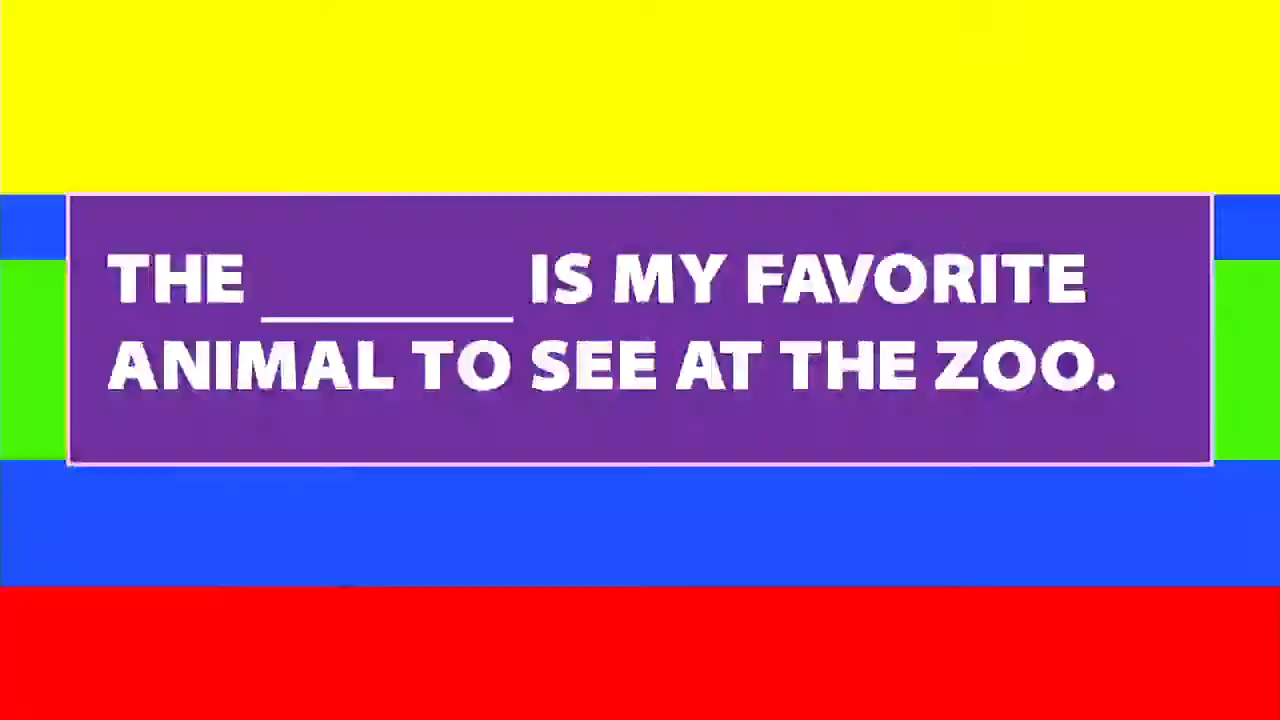 THE ________ IS MY FAVORITE
ANIMAL TO SEE AT THE ZOO.